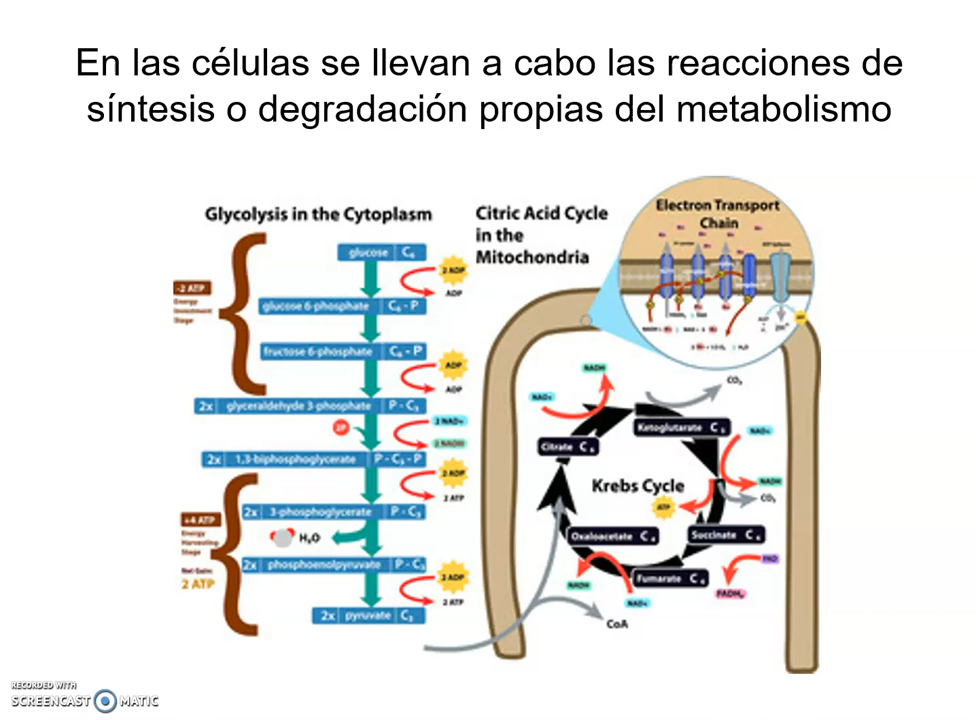 En las células se llevan a cabo las reacciones de
síntesis o degradación propias del metabolismo
Glycolysis in the Cytoplasm
glucose C₆
2 ADP
ADP
-2 ATP
Energy
Investment
Stage
glucose 6-phosphate C₆ - P
fructose 6-phosphate C₆ - P
ADP
ADP
2x glyceraldehyde 3-phosphate P - C₃
2P
2 NAD+
2 NADH
2x 1,3-biphosphoglycerate P - C₃ - P
2 ADP
2 ATP
+4 ATP
Energy
Harvesting
Stage
Net Gain:
2 ATP
2x 3-phosphoglycerate P - C₃
H₂O
2x phosphoenolpyruvate P - C₃
2 ADP
2 ATP
2x pyruvate C₃
Citric Acid Cycle
in the
Mitochondria
Electron Transport
Chain
NADH
NAD+
CO₂
Ketoglutarate C₅
Citrate C₆
NAD+
NADH
CO₂
Krebs Cycle
ATP
Oxaloacetate C₄
Succinate C₄
Fumarate C₄
FAD
FADH₂
NADH
NAD+
CoA
RECORDED WITH
SCREENCAST MATIC